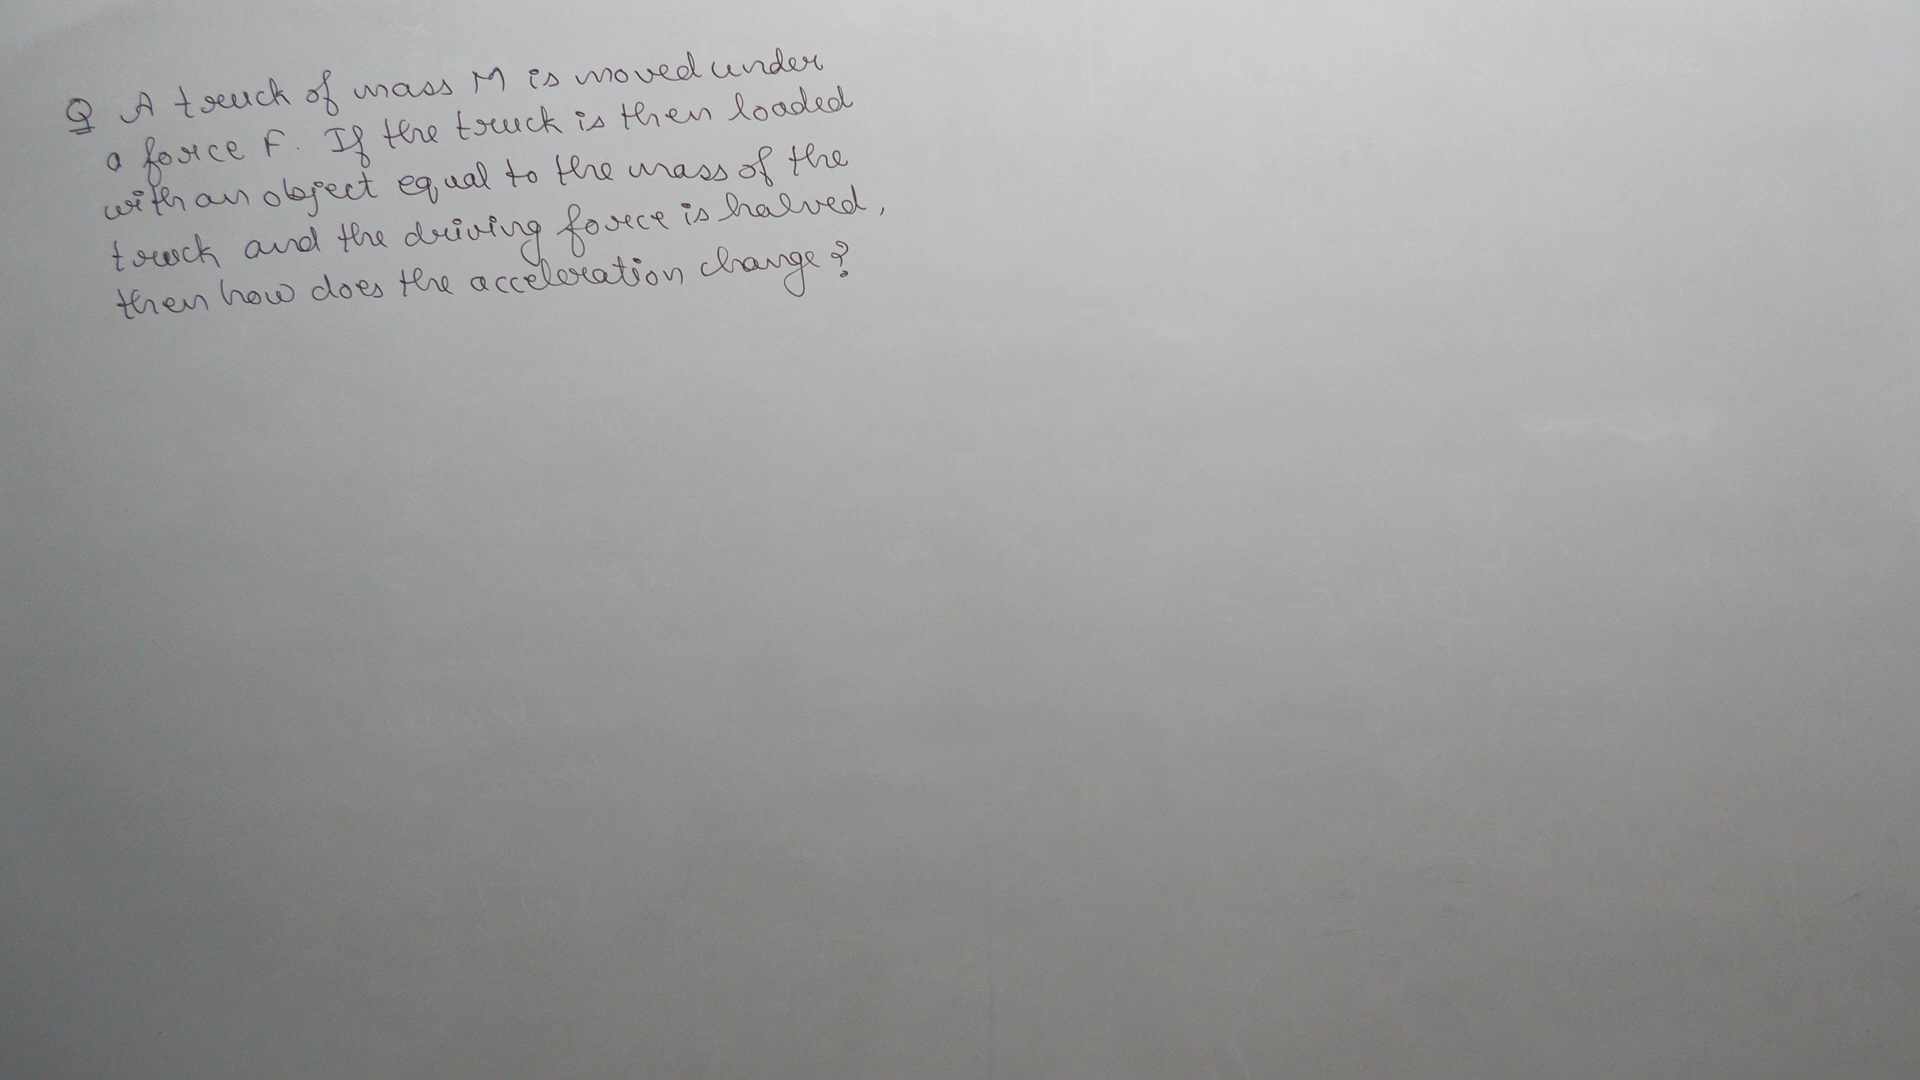 Q A truck of mass M is moved under
a force F. If the truck is then loaded
with an object equal to the mass of the
truck and the driving force is halved,
then how does the acceleration change?